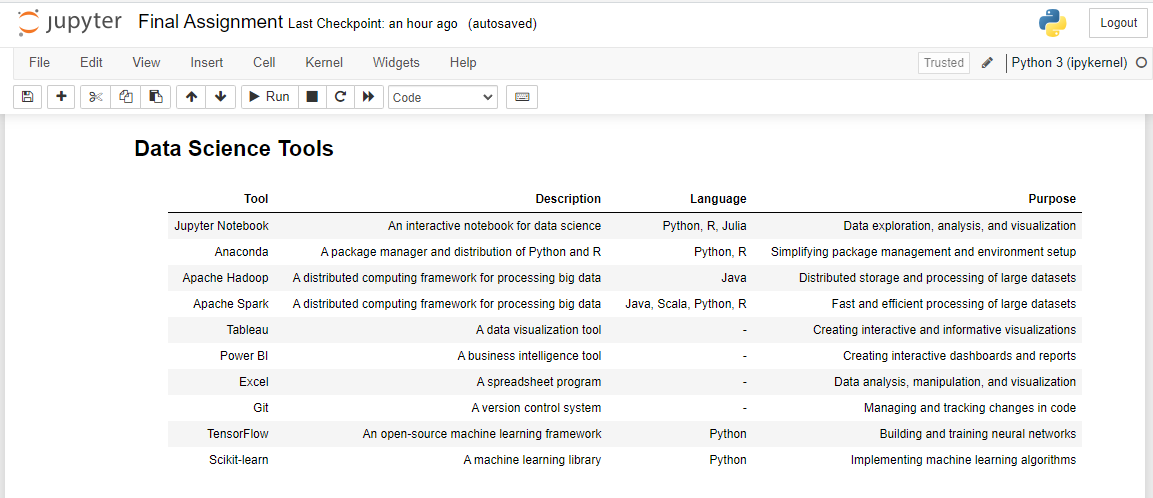 jupyter Final Assignment Last Checkpoint: an hour ago (autosaved) Logout
File Edit View Insert Cell Kernel Widgets Help Trusted Python 3 (ipykernel)
Run Code
Data Science Tools
Tool Description Language Purpose
Jupyter Notebook An interactive notebook for data science Python, R, Julia Data exploration, analysis, and visualization
Anaconda A package manager and distribution of Python and R Python, R Simplifying package management and environment setup
Apache Hadoop A distributed computing framework for processing big data Java Distributed storage and processing of large datasets
Apache Spark A distributed computing framework for processing big data Java, Scala, Python, R Fast and efficient processing of large datasets
Tableau A data visualization tool - Creating interactive and informative visualizations
Power BI A business intelligence tool - Creating interactive dashboards and reports
Excel A spreadsheet program - Data analysis, manipulation, and visualization
Git A version control system - Managing and tracking changes in code
TensorFlow An open-source machine learning framework Python Building and training neural networks
Scikit-learn A machine learning library Python Implementing machine learning algorithms